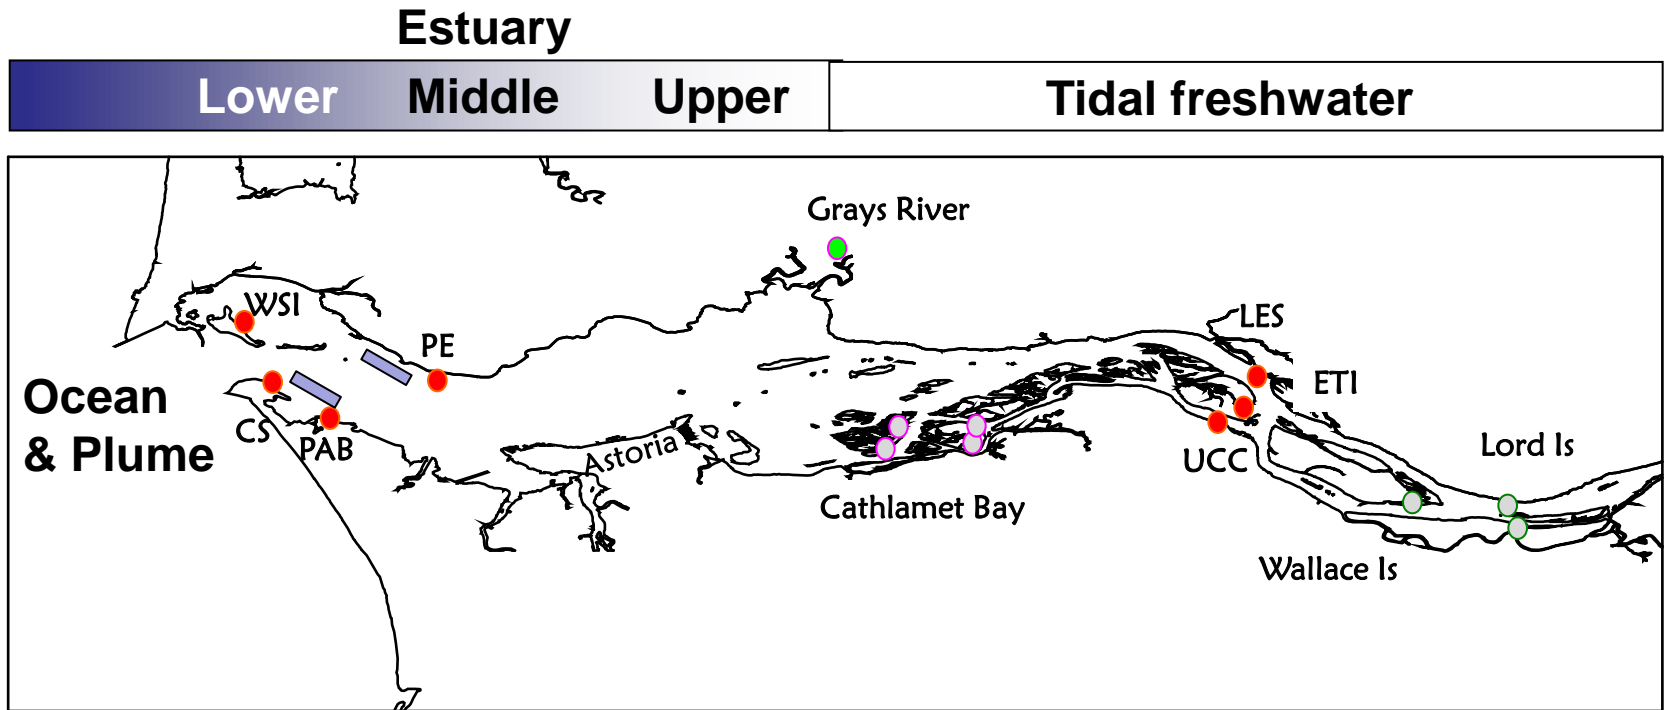 Estuary
Lower Middle Upper Tidal freshwater
Grays River
WSI
LES
PE
ETI
Ocean
& Plume
CS
PAB
Astoria
UCC
Lord Is
Cathlamet Bay
Wallace Is